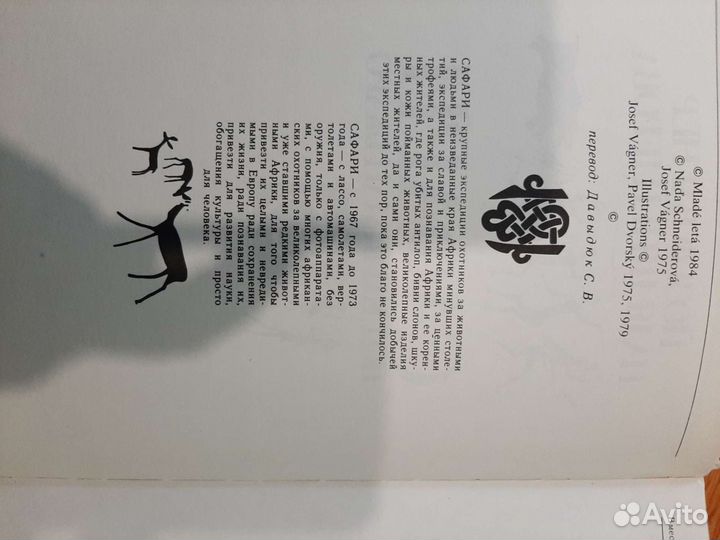 © Mladé letá 1984
© Naďa Schneiderová,
Josef Vágner 1975
Illustrations ©
Josef Vágner, Pavel Dvorský 1975, 1979
©
перевод: Давыдюк С. В.
САФАРИ — крупные экспедиции охотников за животными
и людьми в неизведанные края Африки минувших столе-
тий, экспедиции за славой и приключениями, за ценными
трофеями, а также и для познавания Африки и ее корен-
ных жителей, где рога убитых антилоп, бивни слонов, шку-
ры и кожи пойманных животных, великолепные изделия
местных жителей, да и сами они, становились добычей
этих экспедиций до тех пор, пока это благо не кончилось.
САФАРИ — с 1967 года до 1973
года — с лассо, самолетами, вер-
толетами и автомашинами, без
оружия, только с фотоаппарата-
ми, с помощью многих африкан-
ских охотников за великолепными
и уже ставшими редкими живот-
ными Африки, для того чтобы
привезти их целыми и невреди-
мыми в Европу ради сохранения
их жизни, ради познавания их,
привезти для развития науки,
обогащения культуры и просто
для человека.
Вмес
Avito